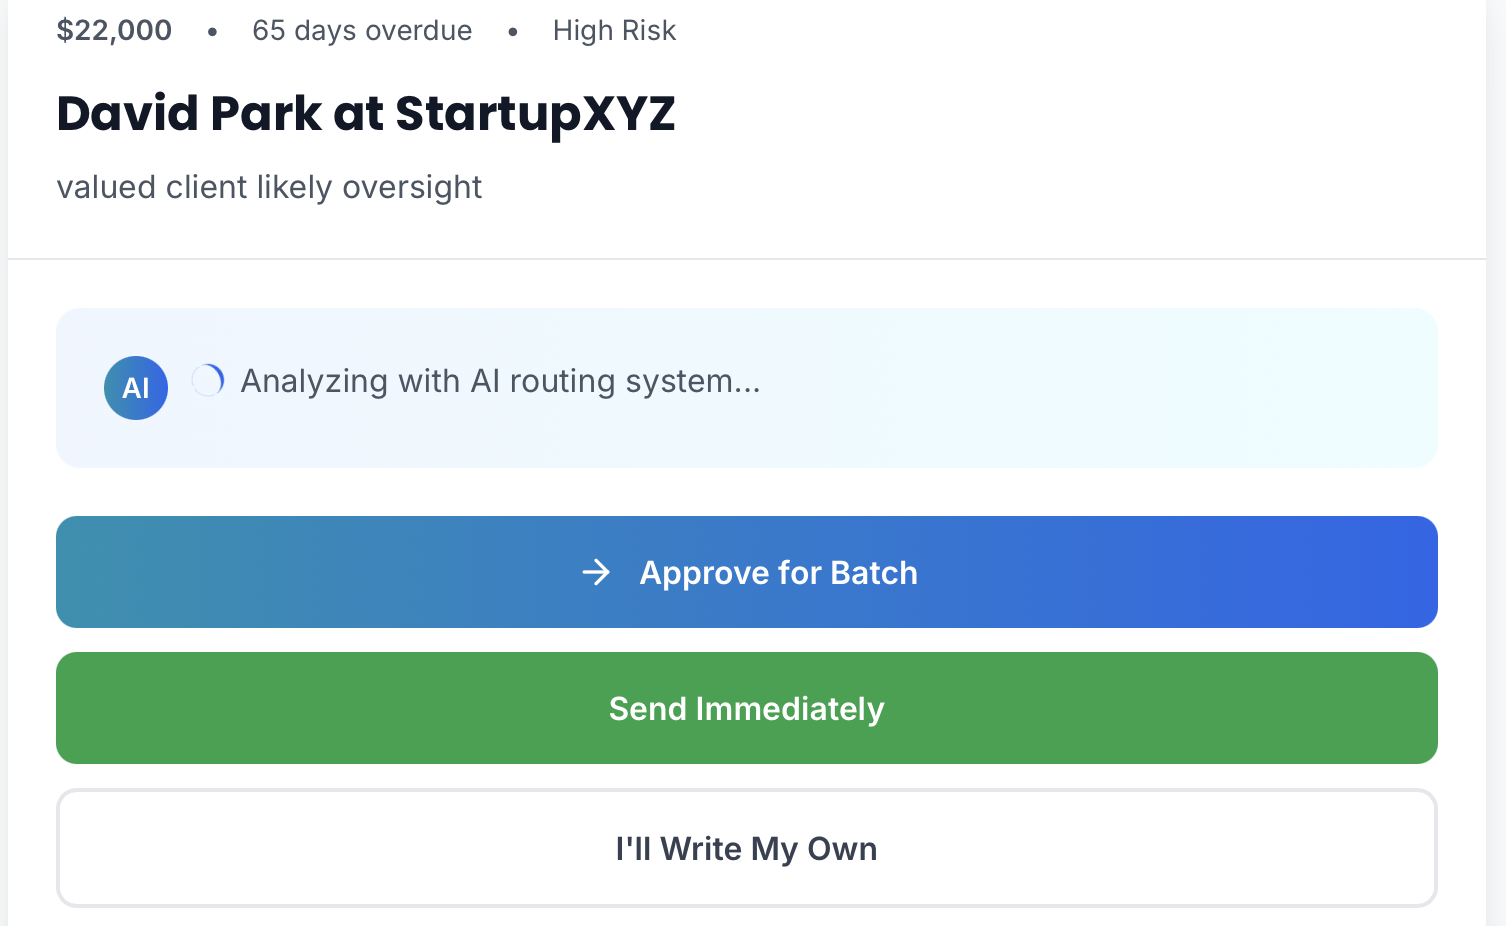 $22,000 • 65 days overdue • High Risk
David Park at StartupXYZ
valued client likely oversight
AI Analyzing with AI routing system...
→ Approve for Batch
Send Immediately
I'll Write My Own